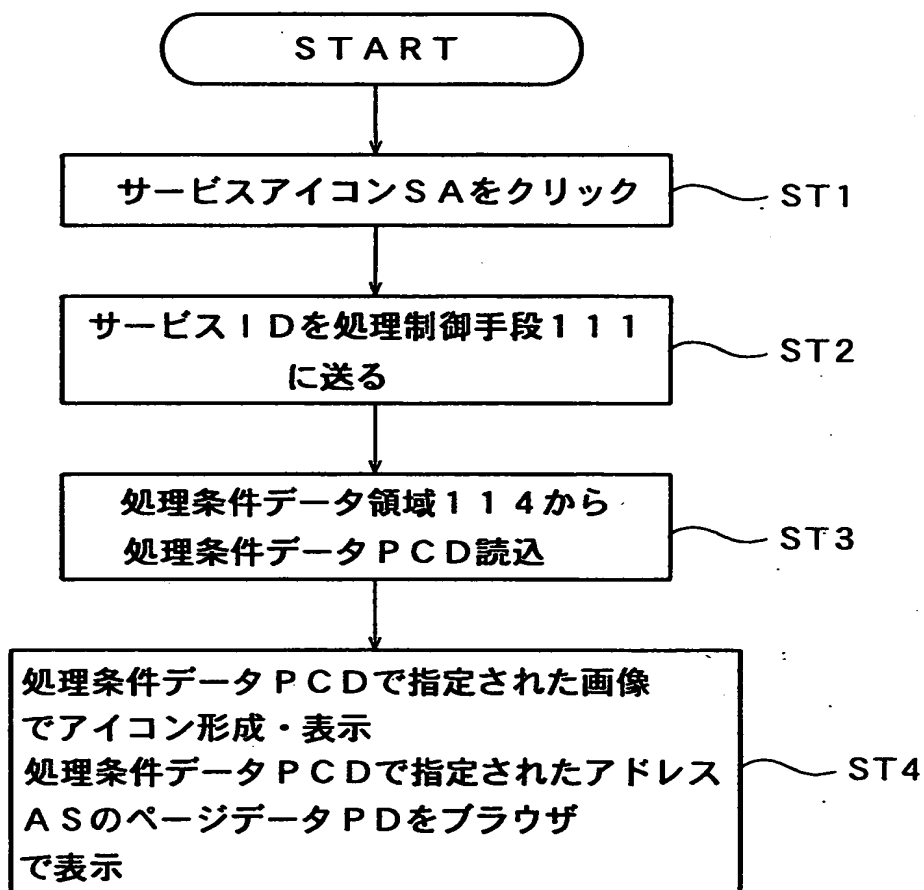 ＳＴＡＲＴ
サービスアイコンＳＡをクリック
ST1
サービスＩＤを処理制御手段１１１
に送る
ST2
処理条件データ領域１１４から
処理条件データＰＣＤ読込
ST3
処理条件データＰＣＤで指定された画像
でアイコン形成・表示
処理条件データＰＣＤで指定されたアドレス
ＡＳのページデータＰＤをブラウザ
で表示
ST4